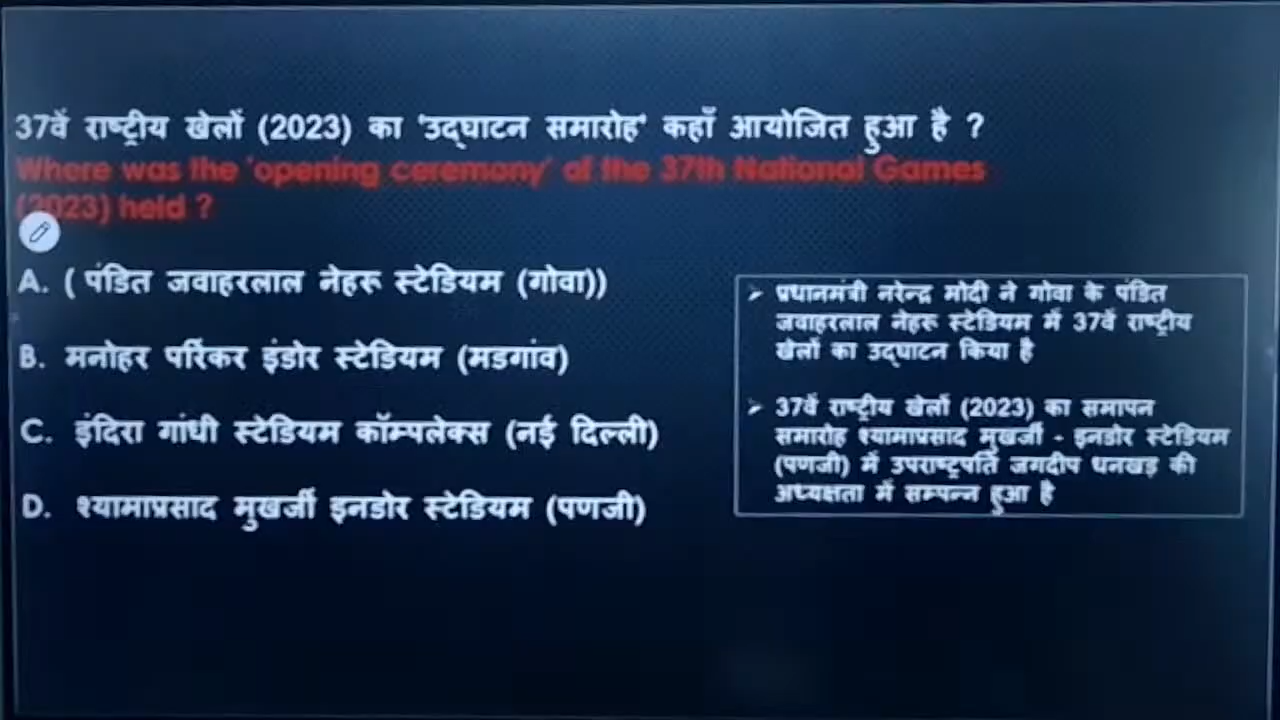 37वें राष्ट्रीय खेलों (2023) का 'उद्घाटन समारोह' कहाँ आयोजित हुआ है ?
Where was the 'opening ceremony' of the 37th National Games
(2023) held ?
A. ( पंडित जवाहरलाल नेहरू स्टेडियम (गोवा))
B. मनोहर पर्रिकर इंडोर स्टेडियम (मडगांव)
C. इंदिरा गांधी स्टेडियम कॉम्पलेक्स (नई दिल्ली)
D. श्यामाप्रसाद मुखर्जी इनडोर स्टेडियम (पणजी)
➢ प्रधानमंत्री नरेन्द्र मोदी ने गोवा के पंडित
जवाहरलाल नेहरू स्टेडियम में 37वें राष्ट्रीय
खेलों का उद्घाटन किया है
➢ 37वें राष्ट्रीय खेलों (2023) का समापन
समारोह श्यामाप्रसाद मुखर्जी - इनडोर स्टेडियम
(पणजी) में उपराष्ट्रपति जगदीप धनखड़ की
अध्यक्षता में सम्पन्न हुआ है